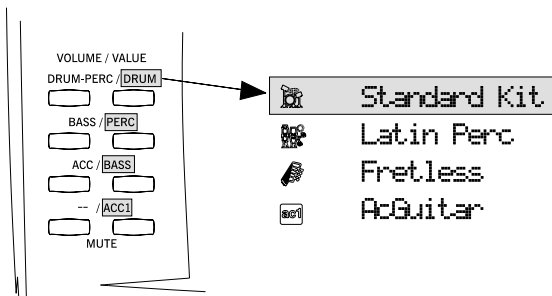 VOLUME / VALUE
DRUM-PERC / DRUM
BASS / PERC
ACC / BASS
-- / ACC1
MUTE
Standard Kit
Latin Perc
Fretless
ac1 AcGuitar